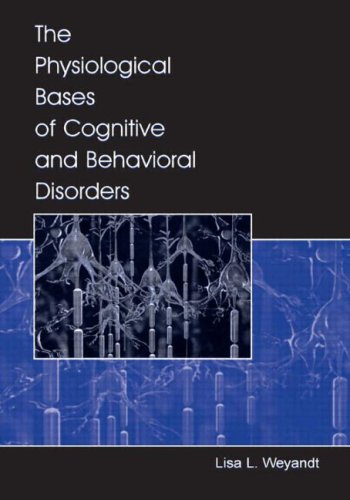 The
Physiological
Bases
of Cognitive
and Behavioral
Disorders
Lisa L. Weyandt